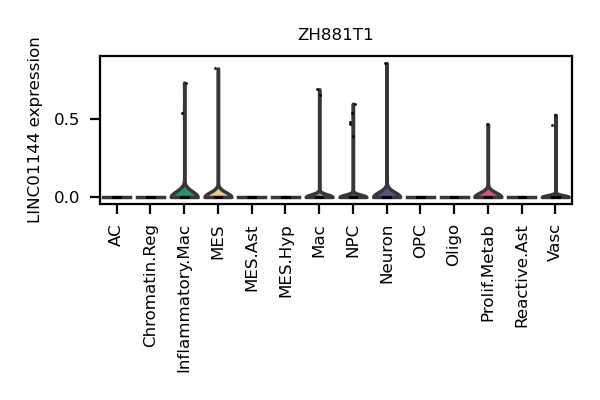 ZH881T1
LINC01144 expression
0.5
0.0
AC
Chromatin.Reg
Inflammatory.Mac
MES
MES.Ast
MES.Hyp
Mac
NPC
Neuron
OPC
Oligo
Prolif.Metab
Reactive.Ast
Vasc